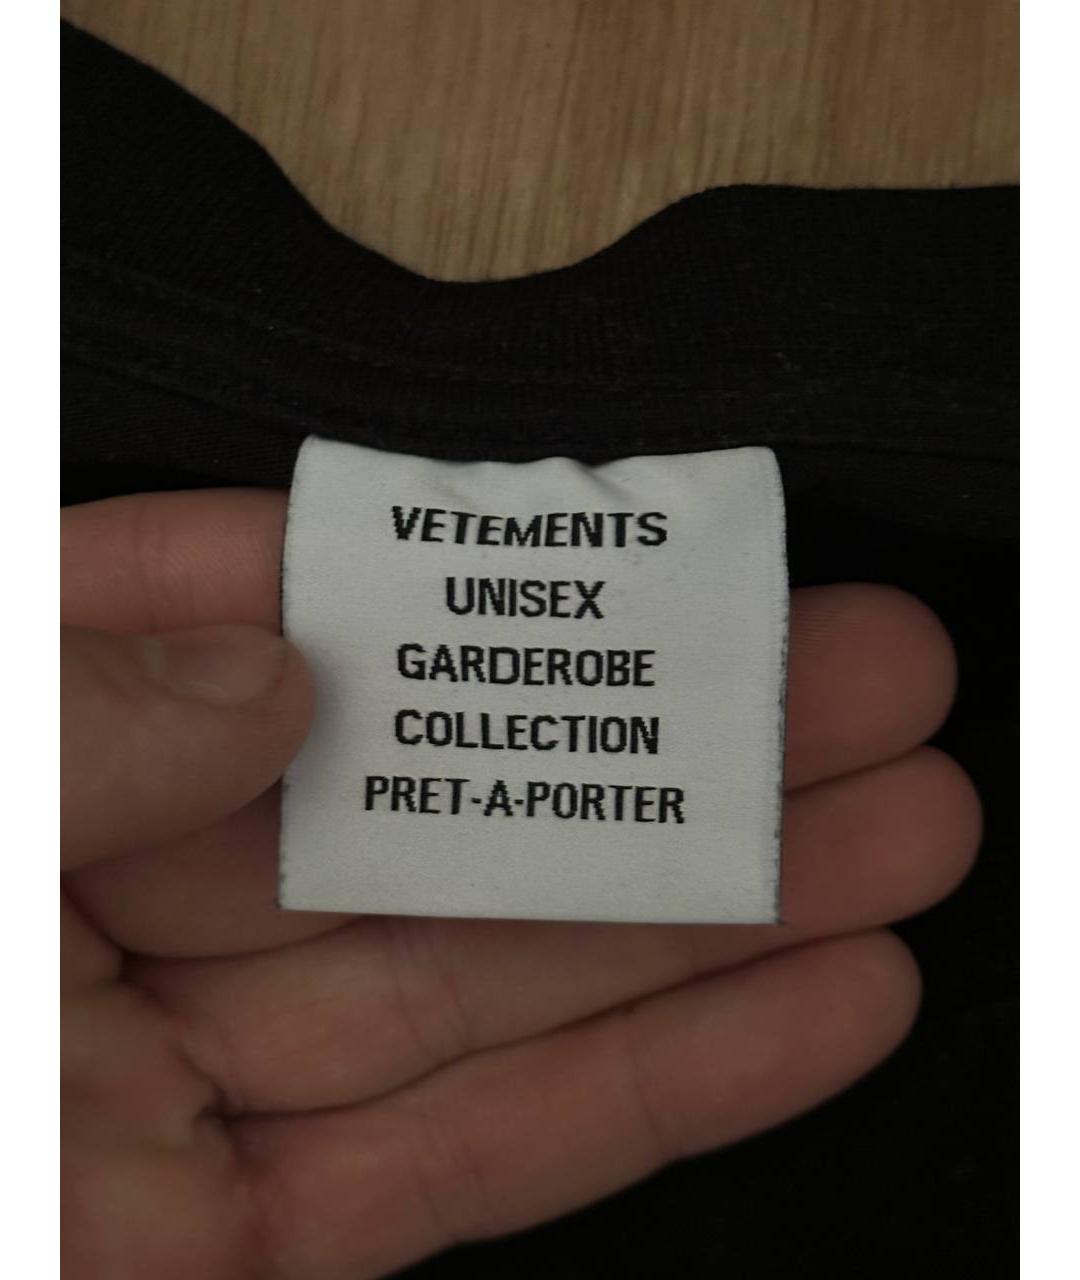 VETEMENTS
UNISEX
GARDEROBE
COLLECTION
PRET-A-PORTER